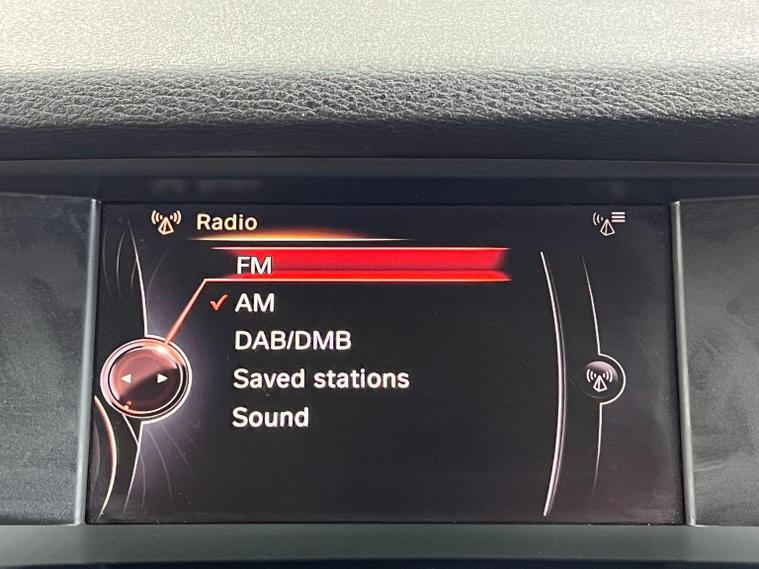 Radio
FM
AM
DAB/DMB
Saved stations
Sound